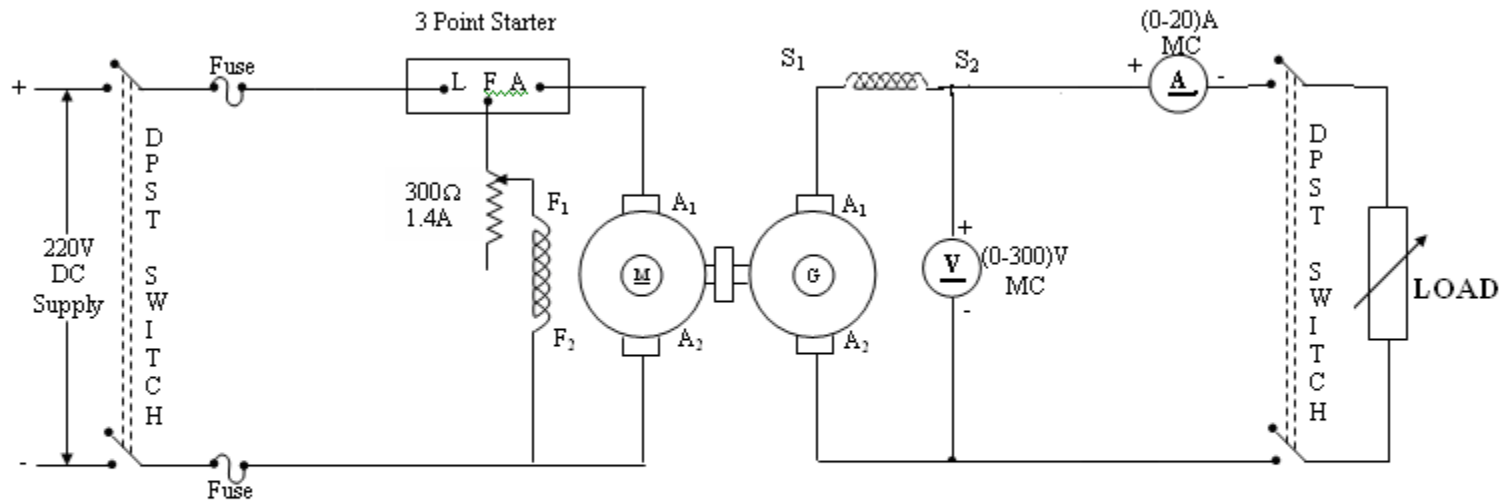 3 Point Starter
(0-20)A
MC
Fuse
S1
S2
+
-
+
L F A
A
D P S T S W I T C H
300Ω
1.4A
F1
A1
A1
D P S T S W I T C H
220V
DC
Supply
M
G
+
V
(0-300)V
MC
-
LOAD
F2
A2
A2
-
Fuse